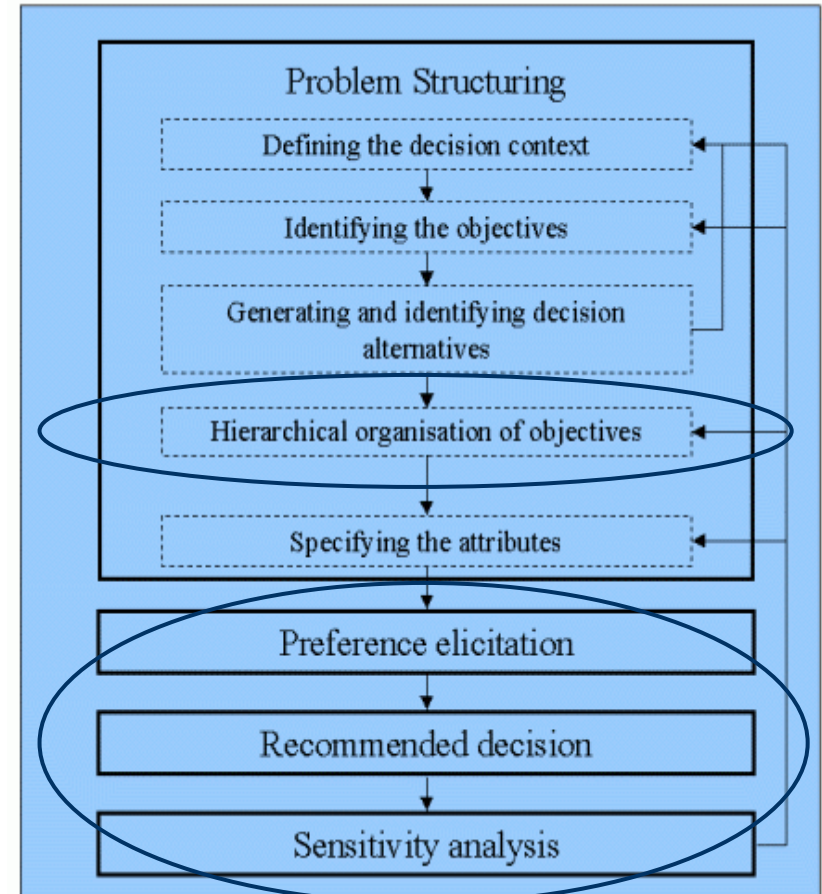 Problem Structuring
Defining the decision context
Identifying the objectives
Generating and identifying decision
alternatives
Hierarchical organisation of objectives
Specifying the attributes
Preference elicitation
Recommended decision
Sensitivity analysis